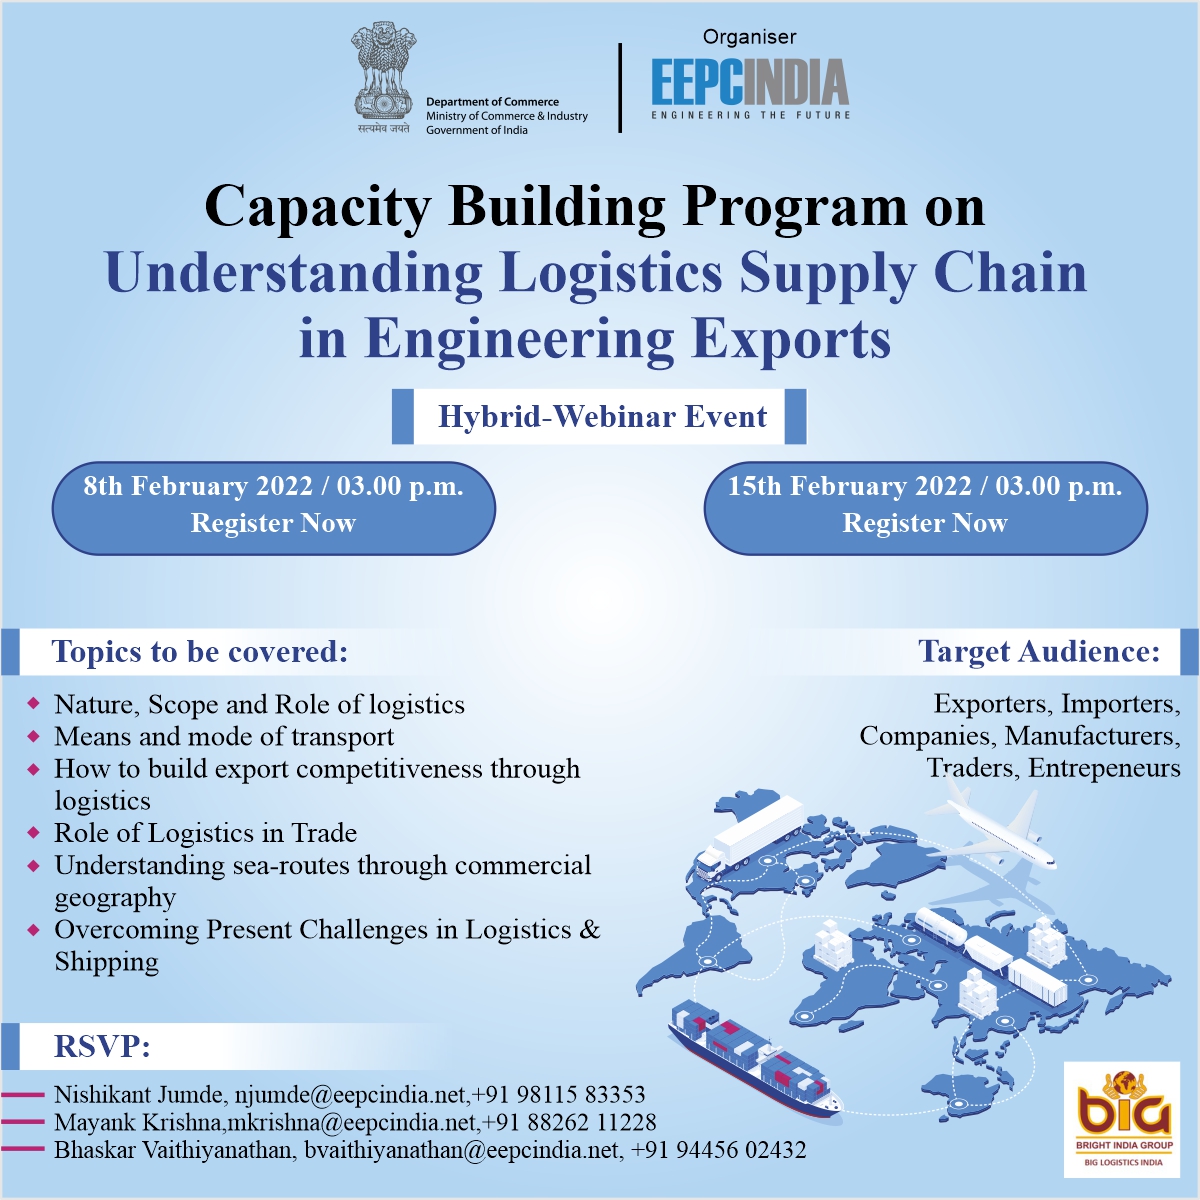 सत्यमेव जयते
Department of Commerce
Ministry of Commerce & Industry
Government of India
Organiser
EEPCINDIA
ENGINEERING THE FUTURE
Capacity Building Program on
Understanding Logistics Supply Chain
in Engineering Exports
Hybrid-Webinar Event
8th February 2022 / 03.00 p.m.
Register Now
15th February 2022 / 03.00 p.m.
Register Now
Topics to be covered:
Nature, Scope and Role of logistics
Means and mode of transport
How to build export competitiveness through
logistics
Role of Logistics in Trade
Understanding sea-routes through commercial
geography
Overcoming Present Challenges in Logistics &
Shipping
Target Audience:
Exporters, Importers,
Companies, Manufacturers,
Traders, Entrepeneurs
RSVP:
Nishikant Jumde, njumde@eepcindia.net,+91 98115 83353
Mayank Krishna,mkrishna@eepcindia.net,+91 88262 11228
Bhaskar Vaithiyanathan, bvaithiyanathan@eepcindia.net, +91 94456 02432
BIG
BRIGHT INDIA GROUP
BIG LOGISTICS INDIA